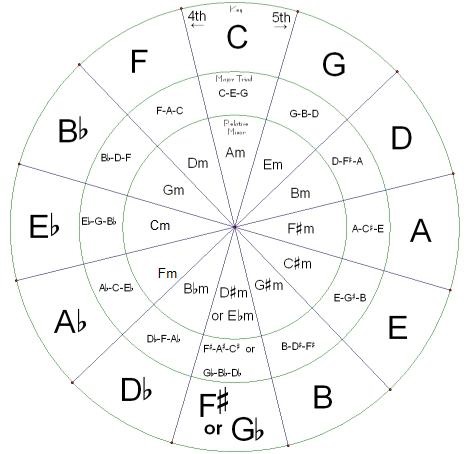 4th Key 5th
← →
C
G
D
A
E
B
F♯
or G♭
D♭
A♭
E♭
B♭
F
Major Triad
C-E-G
G-B-D
D-F♯-A
A-C♯-E
E-G♯-B
B-D♯-F♯
F♯-A♯-C♯ or
G♭-B♭-D♭
D♭-F-A♭
A♭-C-E♭
E♭-G-B♭
B♭-D-F
F-A-C
Relative
Minor
Am
Em
Bm
F♯m
C♯m
G♯m
D♯m
or E♭m
B♭m
Fm
Cm
Gm
Dm